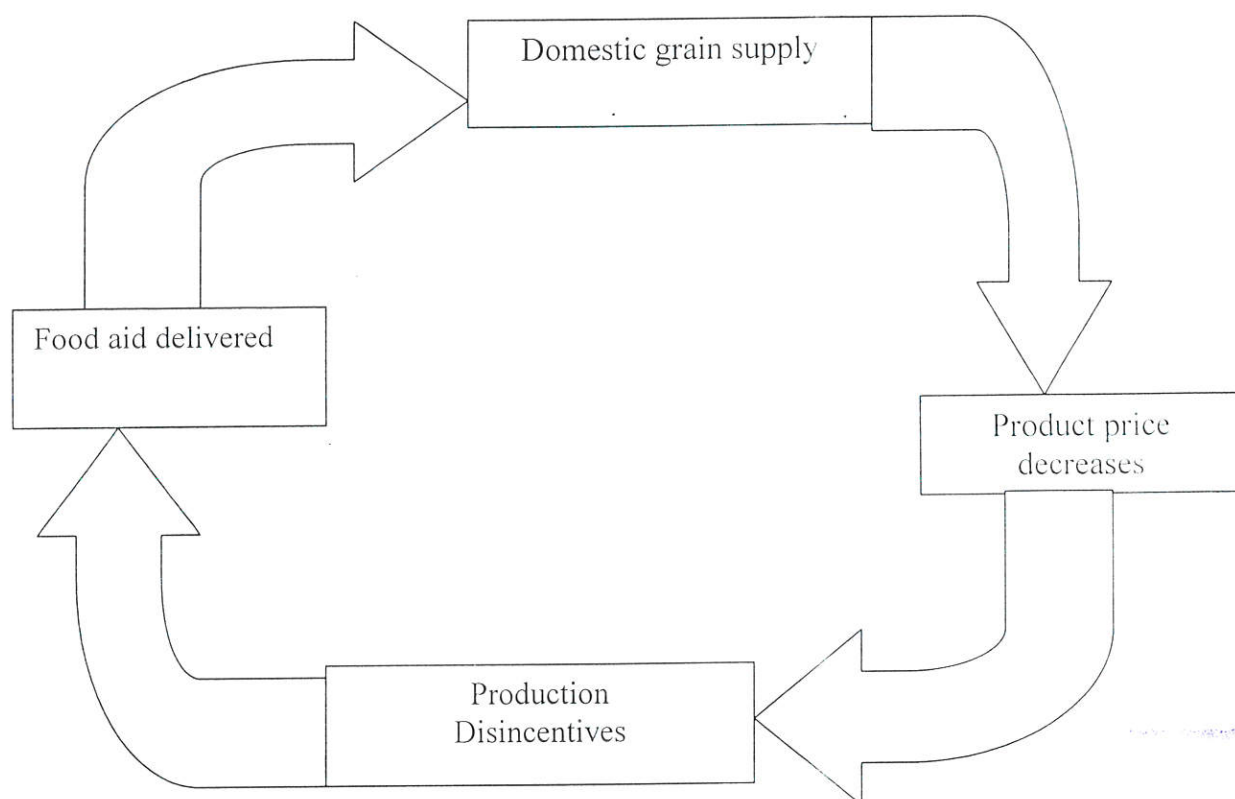 Domestic grain supply
Food aid delivered
Product price
decreases
Production
Disincentives